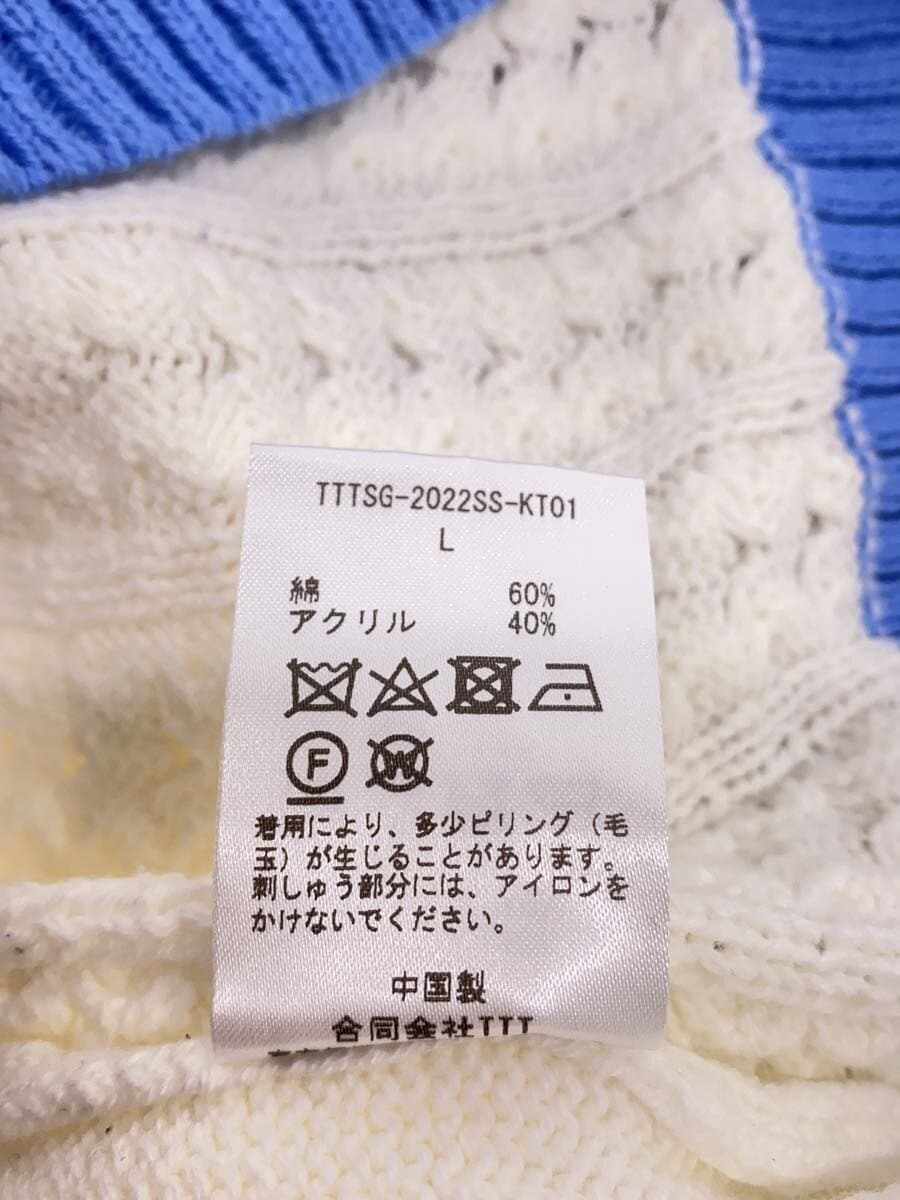 TTTSG-2022SS-KT01
L
綿 60%
アクリル 40%
F W
着用により、多少ピリング（毛
玉）が生じることがあります。
刺しゅう部分には、アイロンを
かけないでください。
中国製
合同会社TTT